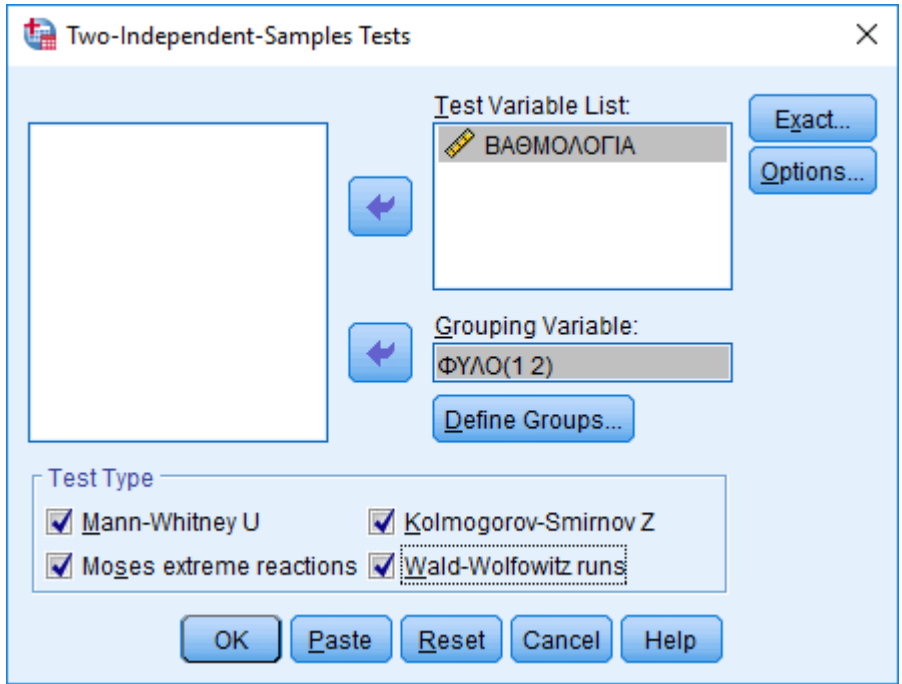 Two-Independent-Samples Tests
Test Variable List:
ΒΑΘΜΟΛΟΓΙΑ
Exact...
Options...
Grouping Variable:
ΦΥΛΟ(1 2)
Define Groups...
Test Type
Mann-Whitney U
Kolmogorov-Smirnov Z
Moses extreme reactions
Wald-Wolfowitz runs
OK
Paste
Reset
Cancel
Help